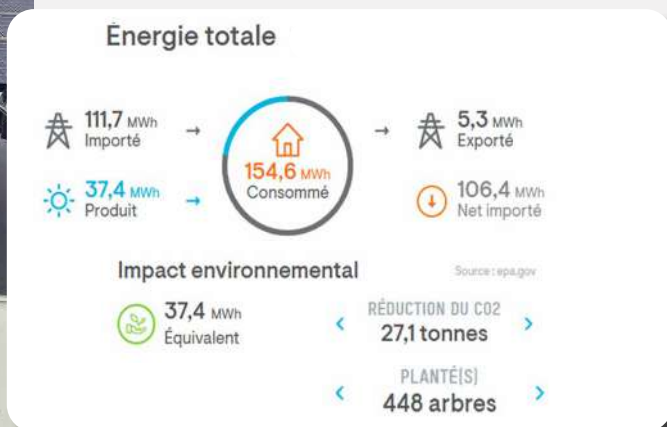 Énergie totale
111,7 MWh
Importé
37,4 MWh
Produit
154,6 MWh
Consommé
5,3 MWh
Exporté
106,4 MWh
Net importé
Impact environnemental
Source : epa.gov
37,4 MWh
Équivalent
RÉDUCTION DU CO2
27,1 tonnes
PLANTÉ(S)
448 arbres